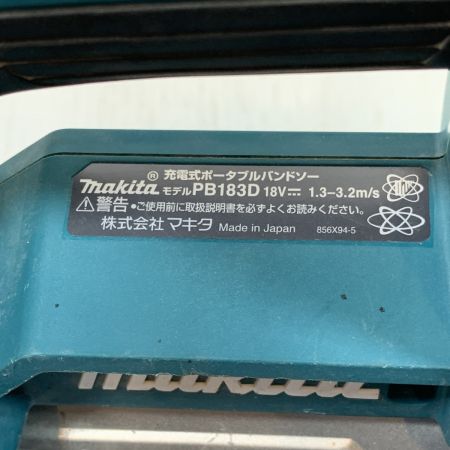 makita® 充電式ポータブルバンドソー
モデル PB183D 18V⎓ 1.3-3.2m/s
⚠警告 •ご使用前に取扱説明書を必ずよくお読みください。
株式会社 マキタ Made in Japan 856X94-5
makita